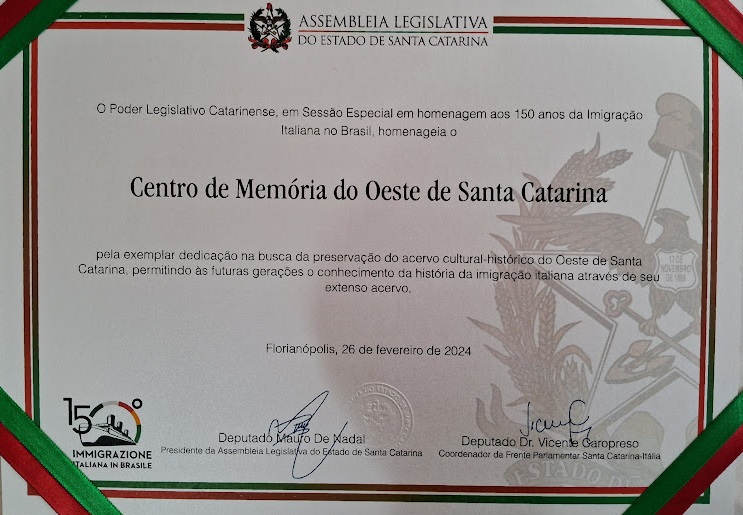 ASSEMBLEIA LEGISLATIVA
DO ESTADO DE SANTA CATARINA
O Poder Legislativo Catarinense, em Sessão Especial em homenagem aos 150 anos da Imigração
Italiana no Brasil, homenageia o
Centro de Memória do Oeste de Santa Catarina
pela exemplar dedicação na busca da preservação do acervo cultural-histórico do Oeste de Santa
Catarina, permitindo às futuras gerações o conhecimento da história da imigração italiana através de seu
extenso acervo.
17 DE
NOVEMBRO
Florianópolis, 26 de fevereiro de 2024
150°
IMMIGRAZIONE
ITALIANA IN BRASILE
Deputado Mauro De Nadal
Presidente da Assembleia Legislativa do Estado de Santa Catarina
Deputado Dr. Vicente Caropreso
Coordenador da Frente Parlamentar Santa Catarina-Itália
ESTADO DE